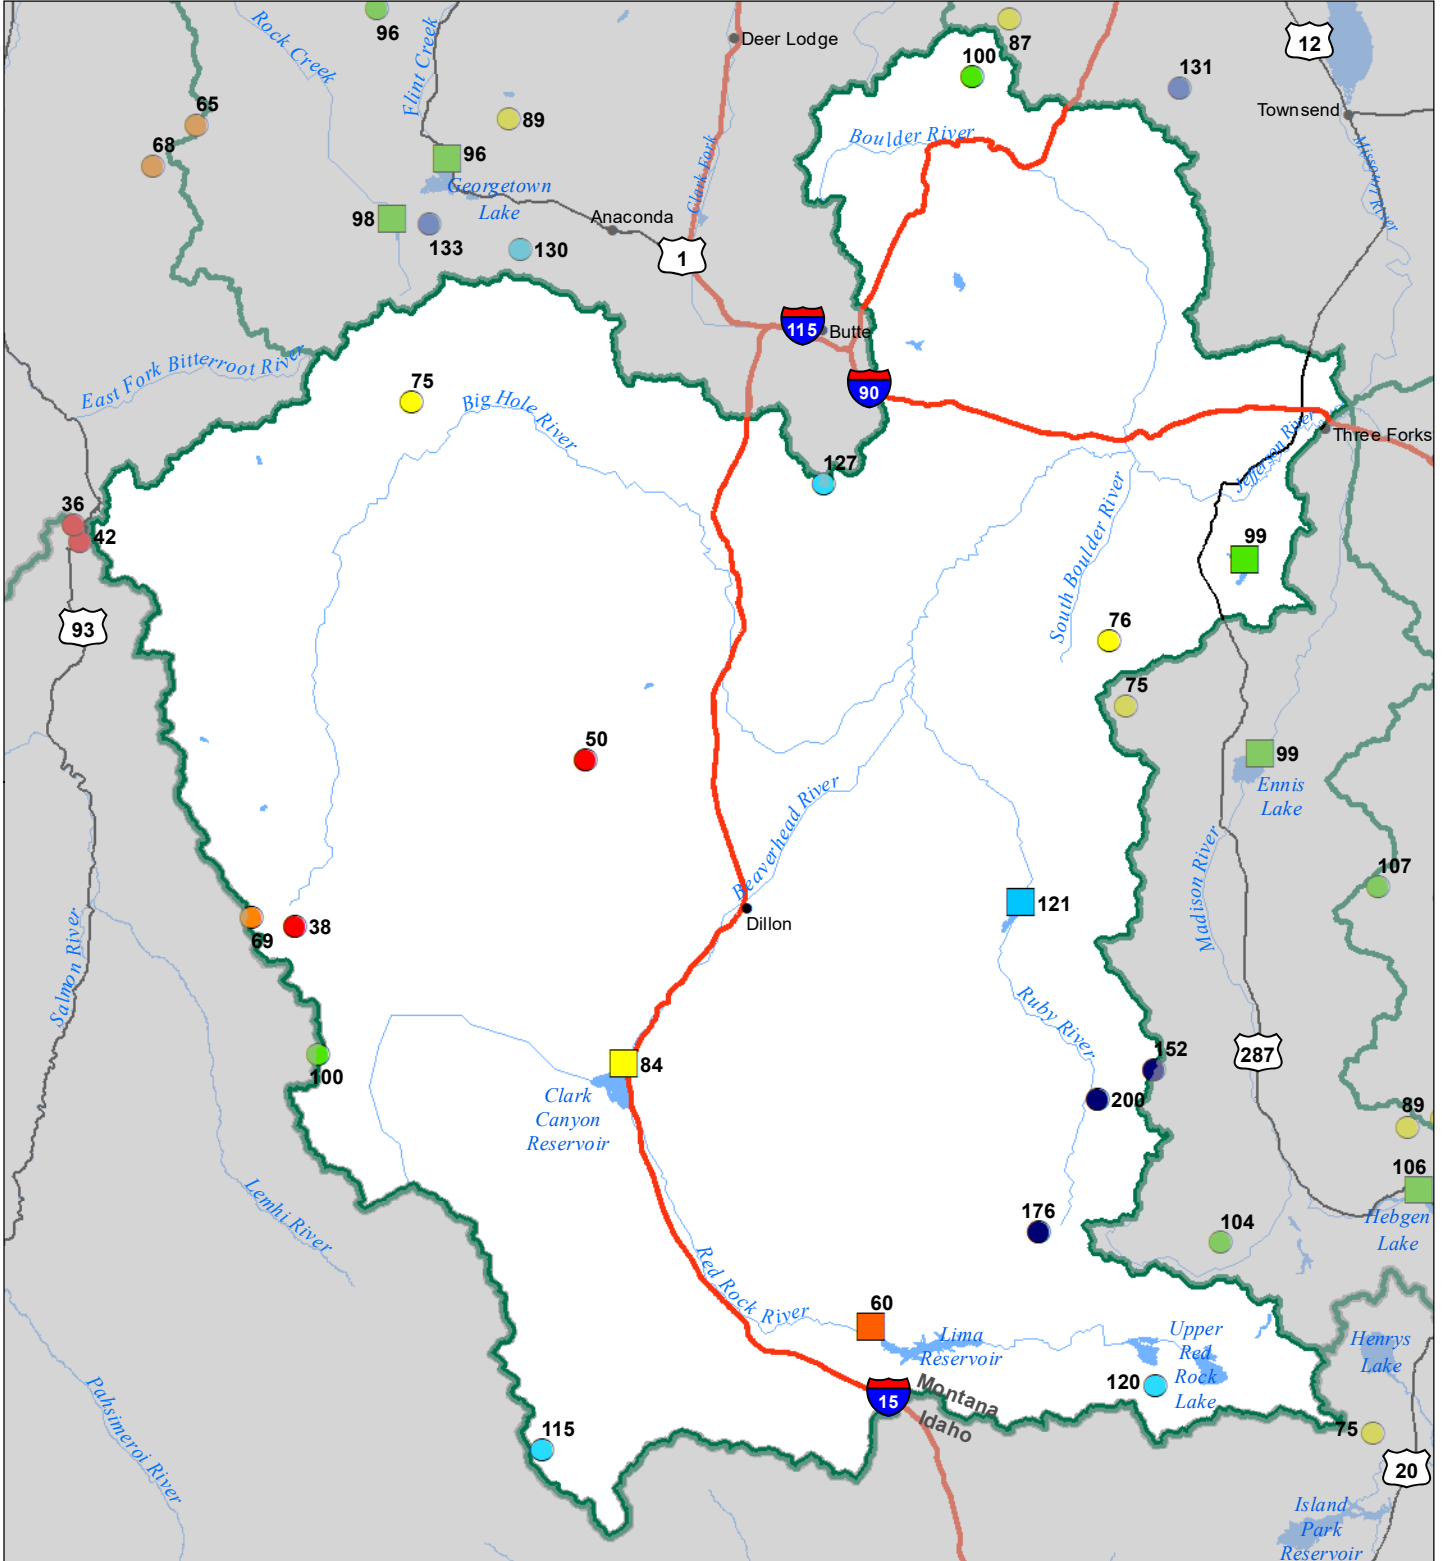 96
Rock Creek
Flint Creek
Deer Lodge
87
100
12
131
Townsend
65
89
68
96
Boulder River
Missouri River
Georgetown
Lake
Clark Fork
98
133
Anaconda
130
1
115
Butte
East Fork Bitterroot River
75
90
Big Hole River
Three Forks
Jefferson River
127
South Boulder River
36
42
99
93
76
75
50
99
Ennis
Lake
Beaverhead River
Madison River
107
121
Dillon
69
38
Salmon River
Ruby River
152
287
100
84
Clark
Canyon
Reservoir
200
89
106
Lemhi River
176
104
Hebgen
Lake
Red Rock River
60
Lima
Reservoir
Upper
Red
Rock
Lake
Henrys
Lake
120
15
Montana
Idaho
Pahsimeroi River
115
75
20
Island
Park
Reservoir